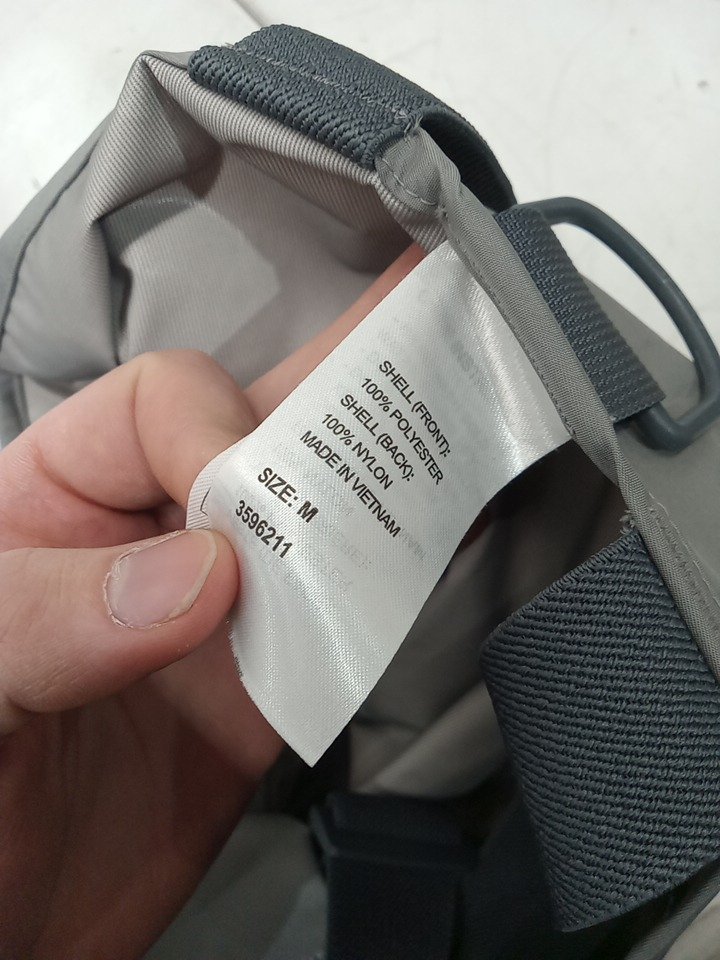 SHELL (FRONT):
100% POLYESTER
SHELL (BACK):
100% NYLON
MADE IN VIETNAM
SIZE: M
3596211